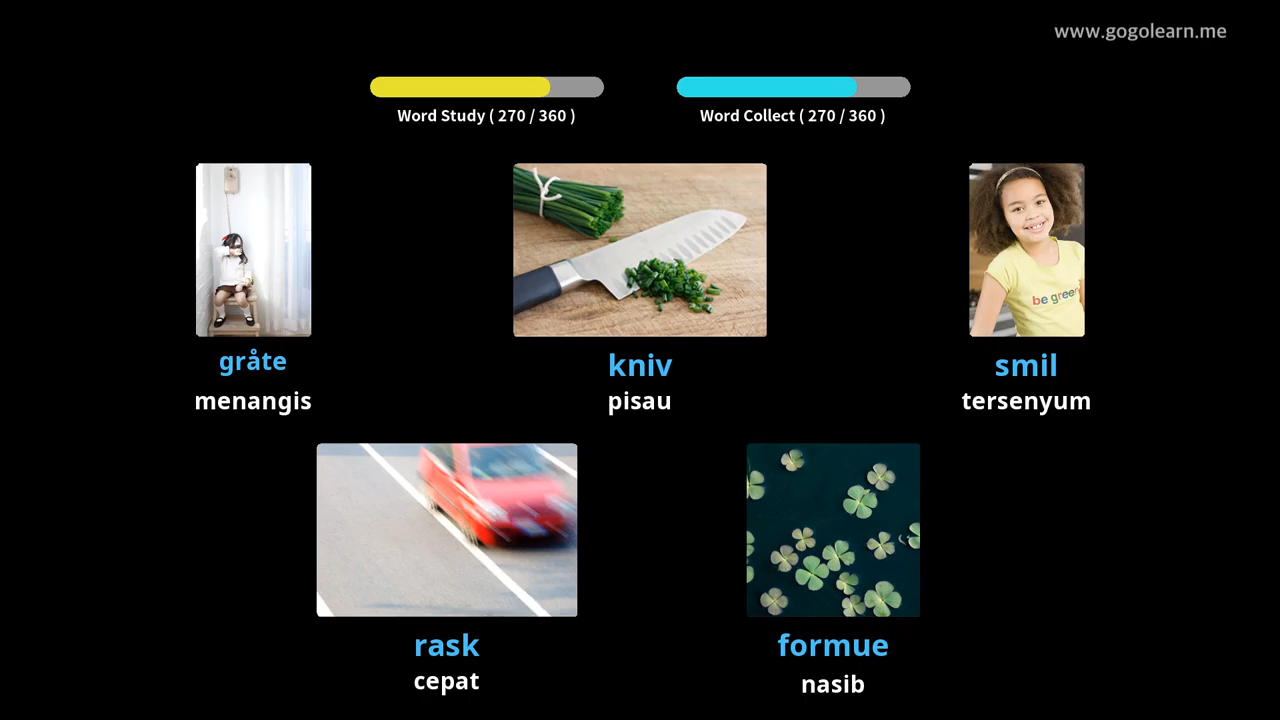 www.gogolearn.me
Word Study ( 270 / 360 )
Word Collect ( 270 / 360 )
be green
gråte
menangis
kniv
pisau
smil
tersenyum
rask
cepat
formue
nasib